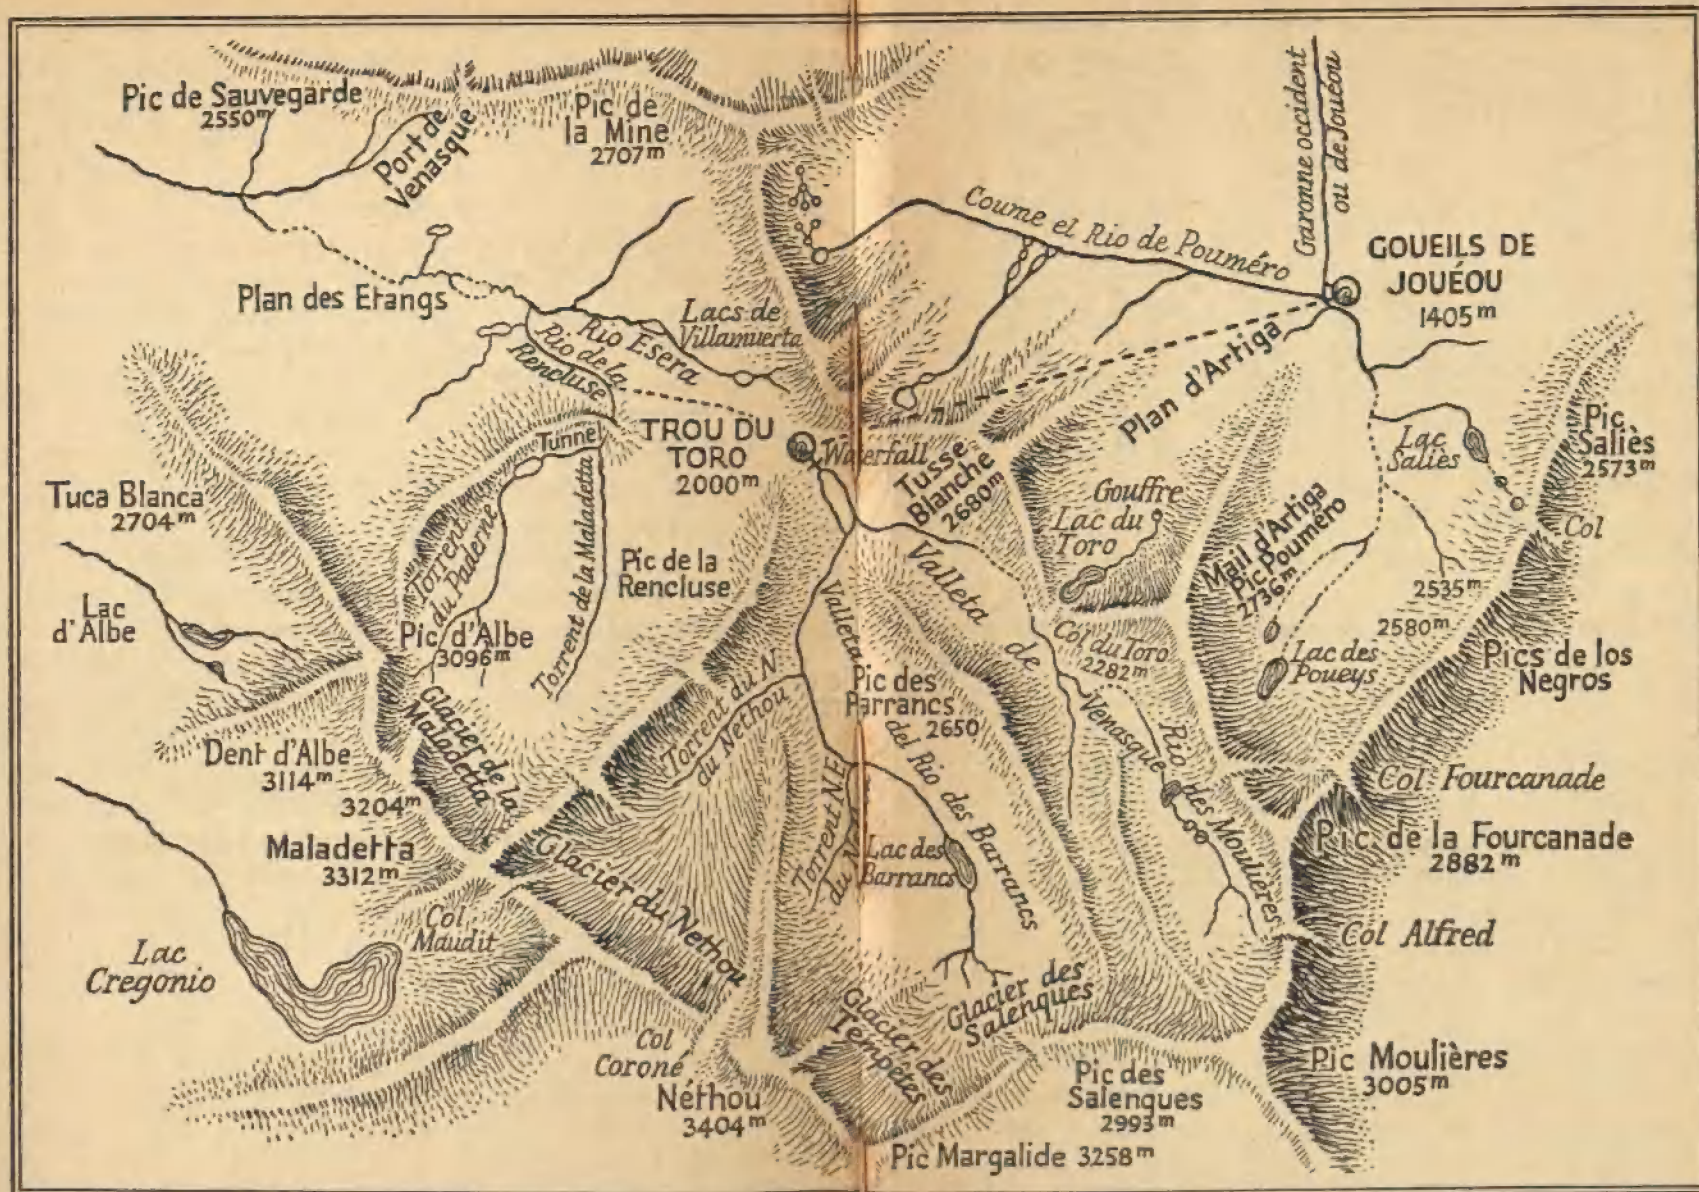 Pic de Sauvegarde
2550m
Port de
Venasque
Pic de
la Mine
2707m
Coume et Rio de Pouméro
Garonne occident
ou de Jouéou
GOUEILS DE
JOUÉOU
1405m
Plan des Etangs
Rio Esera
Rio de la
Rencluse
Lacs de
Villamuerta
Plan d'Artiga
Tunnel
TROU DU
TORO
2000m
Waterfall
Tusse
Blanche
2680m
Gouffre
Lac du
Toro
Lac
Saliès
Pic
Saliès
2573m
Col
Tuca Blanca
2704m
Torrent
du Paderne
Torrent de la Maladetta
Pic de la
Rencluse
Mail d'Artiga
Pic Pouméro
2736m
2535m
2580m
Lac
d'Albe
Pic d'Albe
3096m
Valleta
Valleta de Venasque
Col du Toro
2282m
Lac des
Poueys
Pics de los
Negros
Dent d'Albe
3114m
3204m
Glacier de la
Maladetta
Torrent du N
du Néthou
Pic des
Barrancs
2650
del Rio des Barrancs
Rio des Moulières
Col Fourcanade
Maladetta
3312m
Glacier du Nethou
Torrent NE
Lac des
Barrancs
Pic de la Fourcanade
2882m
Col
Maudit
Col Alfred
Lac
Cregonio
Glacier des
Tempêtes
Glacier des
Salenques
Col
Coroné
Néthou
3404m
Pic des
Salenques
2993m
Pic Moulières
3005m
Pic Margalide 3258m